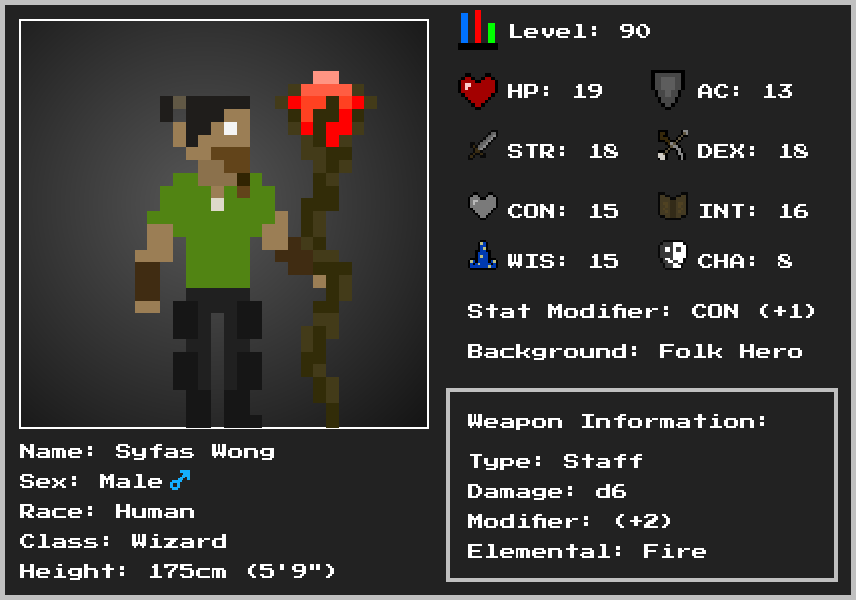 Level: 90
HP: 19
AC: 13
STR: 18
DEX: 18
CON: 15
INT: 16
WIS: 15
CHA: 8
Stat Modifier: CON (+1)
Background: Folk Hero
Weapon Information:
Type: Staff
Damage: d6
Modifier: (+2)
Elemental: Fire
Name: Syfas Wong
Sex: Male ♂
Race: Human
Class: Wizard
Height: 175cm (5'9")